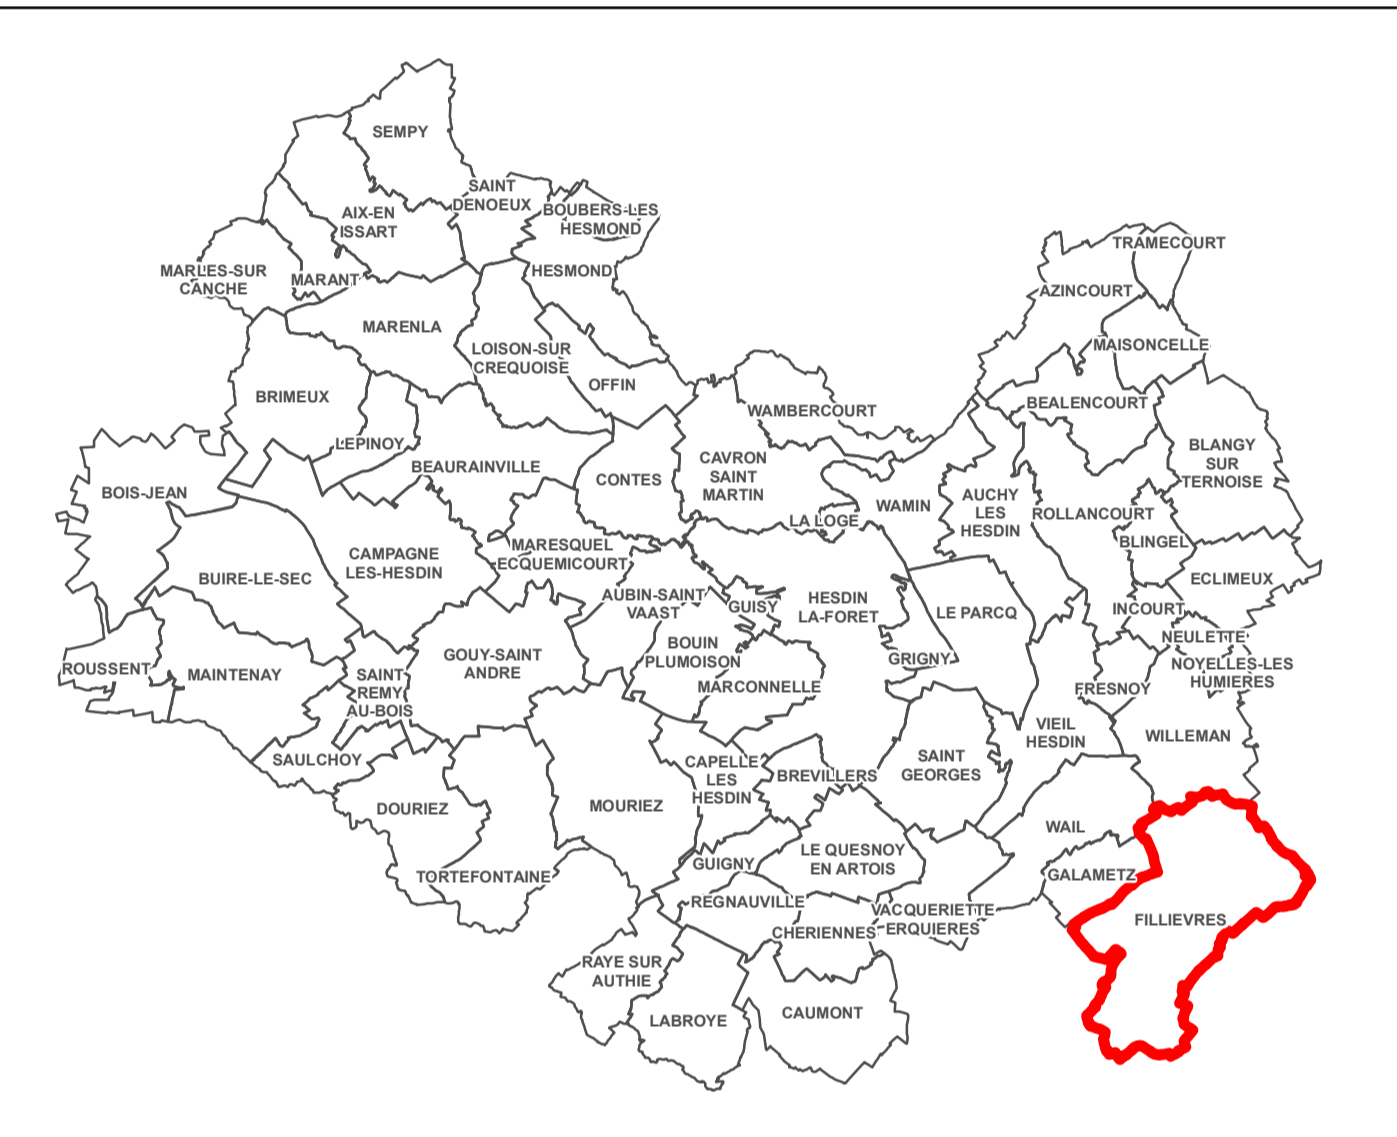 SEMPY
SAINT
DENOEUX
BOUBERS-LES
HESMOND
AIX-EN
ISSART
TRAMECOURT
MARLES-SUR
CANCHE
MARANT
HESMOND
AZINCOURT
MARENLA
LOISON-SUR
CREQUOISE
MAISONCELLE
OFFIN
BRIMEUX
WAMBERCOURT
BEALENCOURT
LEPINOY
BEAURAINVILLE
CONTES
CAVRON
SAINT
MARTIN
BLANGY
SUR
TERNOISE
BOIS-JEAN
LA LOGE
WAMIN
AUCHY
LES
HESDIN
ROLLANCOURT
BLINGEL
BUIRE-LE-SEC
CAMPAGNE
LES-HESDIN
MARESQUEL
ECQUEMICOURT
ECLIMEUX
AUBIN-SAINT
VAAST
GUISY
HESDIN
LA-FORET
LE PARCQ
INCOURT
NEULETTE
ROUSSENT
MAINTENAY
SAINT
REMY
AU-BOIS
GOUY-SAINT
ANDRE
BOUIN
PLUMOISON
MARCONNELLE
GRIGNY
FRESNOY
NOYELLES-LES
HUMIERES
VIEIL
HESDIN
WILLEMAN
SAULCHOY
CAPELLE
LES
HESDIN
BREVILLERS
SAINT
GEORGES
DOURIEZ
MOURIEZ
WAIL
TORTEFONTAINE
GUIGNY
LE QUESNOY
EN ARTOIS
GALAMETZ
REGNAUVILLE
CHERIENNES
VACQUERIETTE
ERQUIERES
FILLIEVRES
RAYE SUR
AUTHIE
LABROYE
CAUMONT